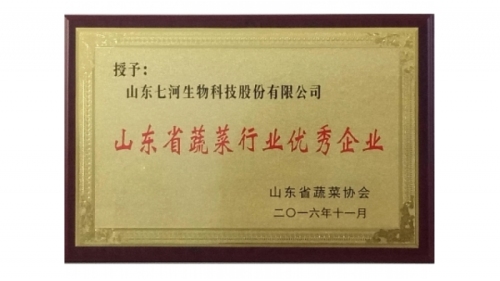 授予：
山东七河生物科技股份有限公司
山东省蔬菜行业优秀企业
山东省蔬菜协会
二〇一六年十一月